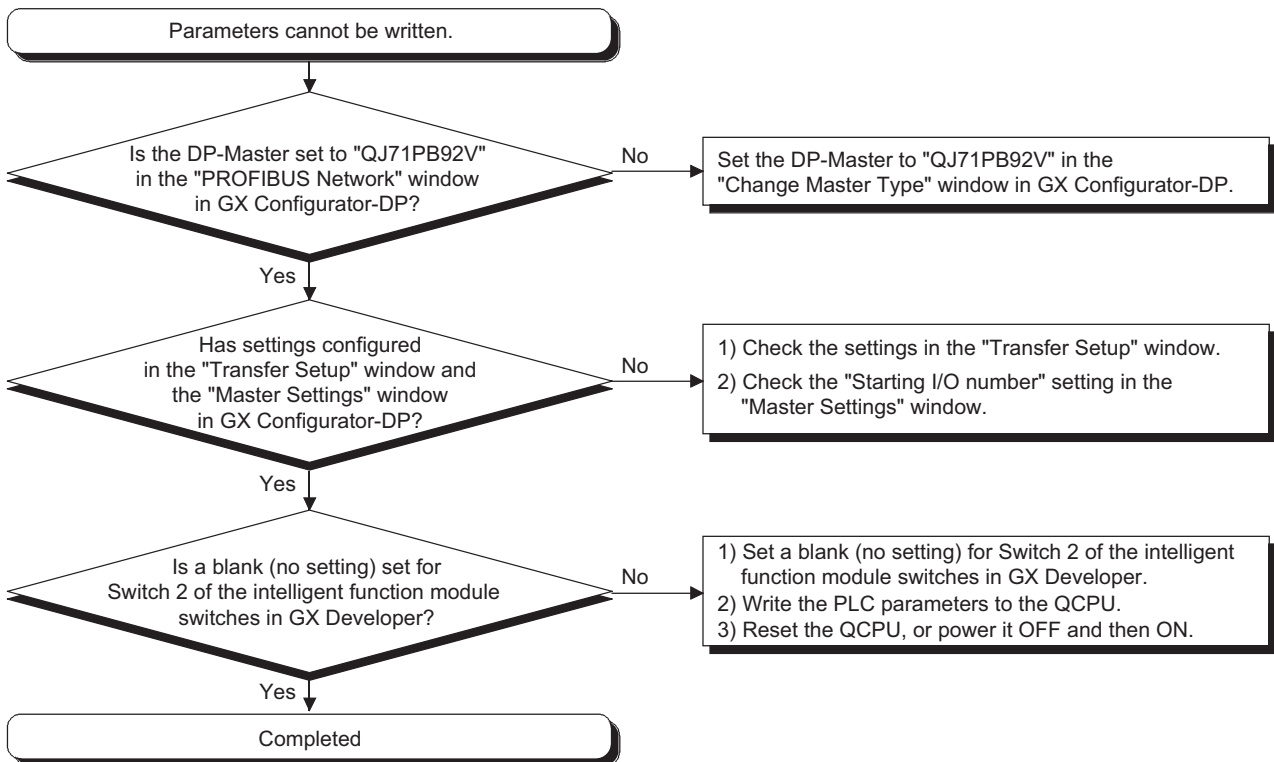 Parameters cannot be written.
Is the DP-Master set to "QJ71PB92V"
in the "PROFIBUS Network" window
in GX Configurator-DP?
No
Set the DP-Master to "QJ71PB92V" in the
"Change Master Type" window in GX Configurator-DP.
Yes
Has settings configured
in the "Transfer Setup" window and
the "Master Settings" window
in GX Configurator-DP?
No
1) Check the settings in the "Transfer Setup" window.
2) Check the "Starting I/O number" setting in the
"Master Settings" window.
Yes
Is a blank (no setting) set for
Switch 2 of the intelligent function module
switches in GX Developer?
No
1) Set a blank (no setting) for Switch 2 of the intelligent
function module switches in GX Developer.
2) Write the PLC parameters to the QCPU.
3) Reset the QCPU, or power it OFF and then ON.
Yes
Completed